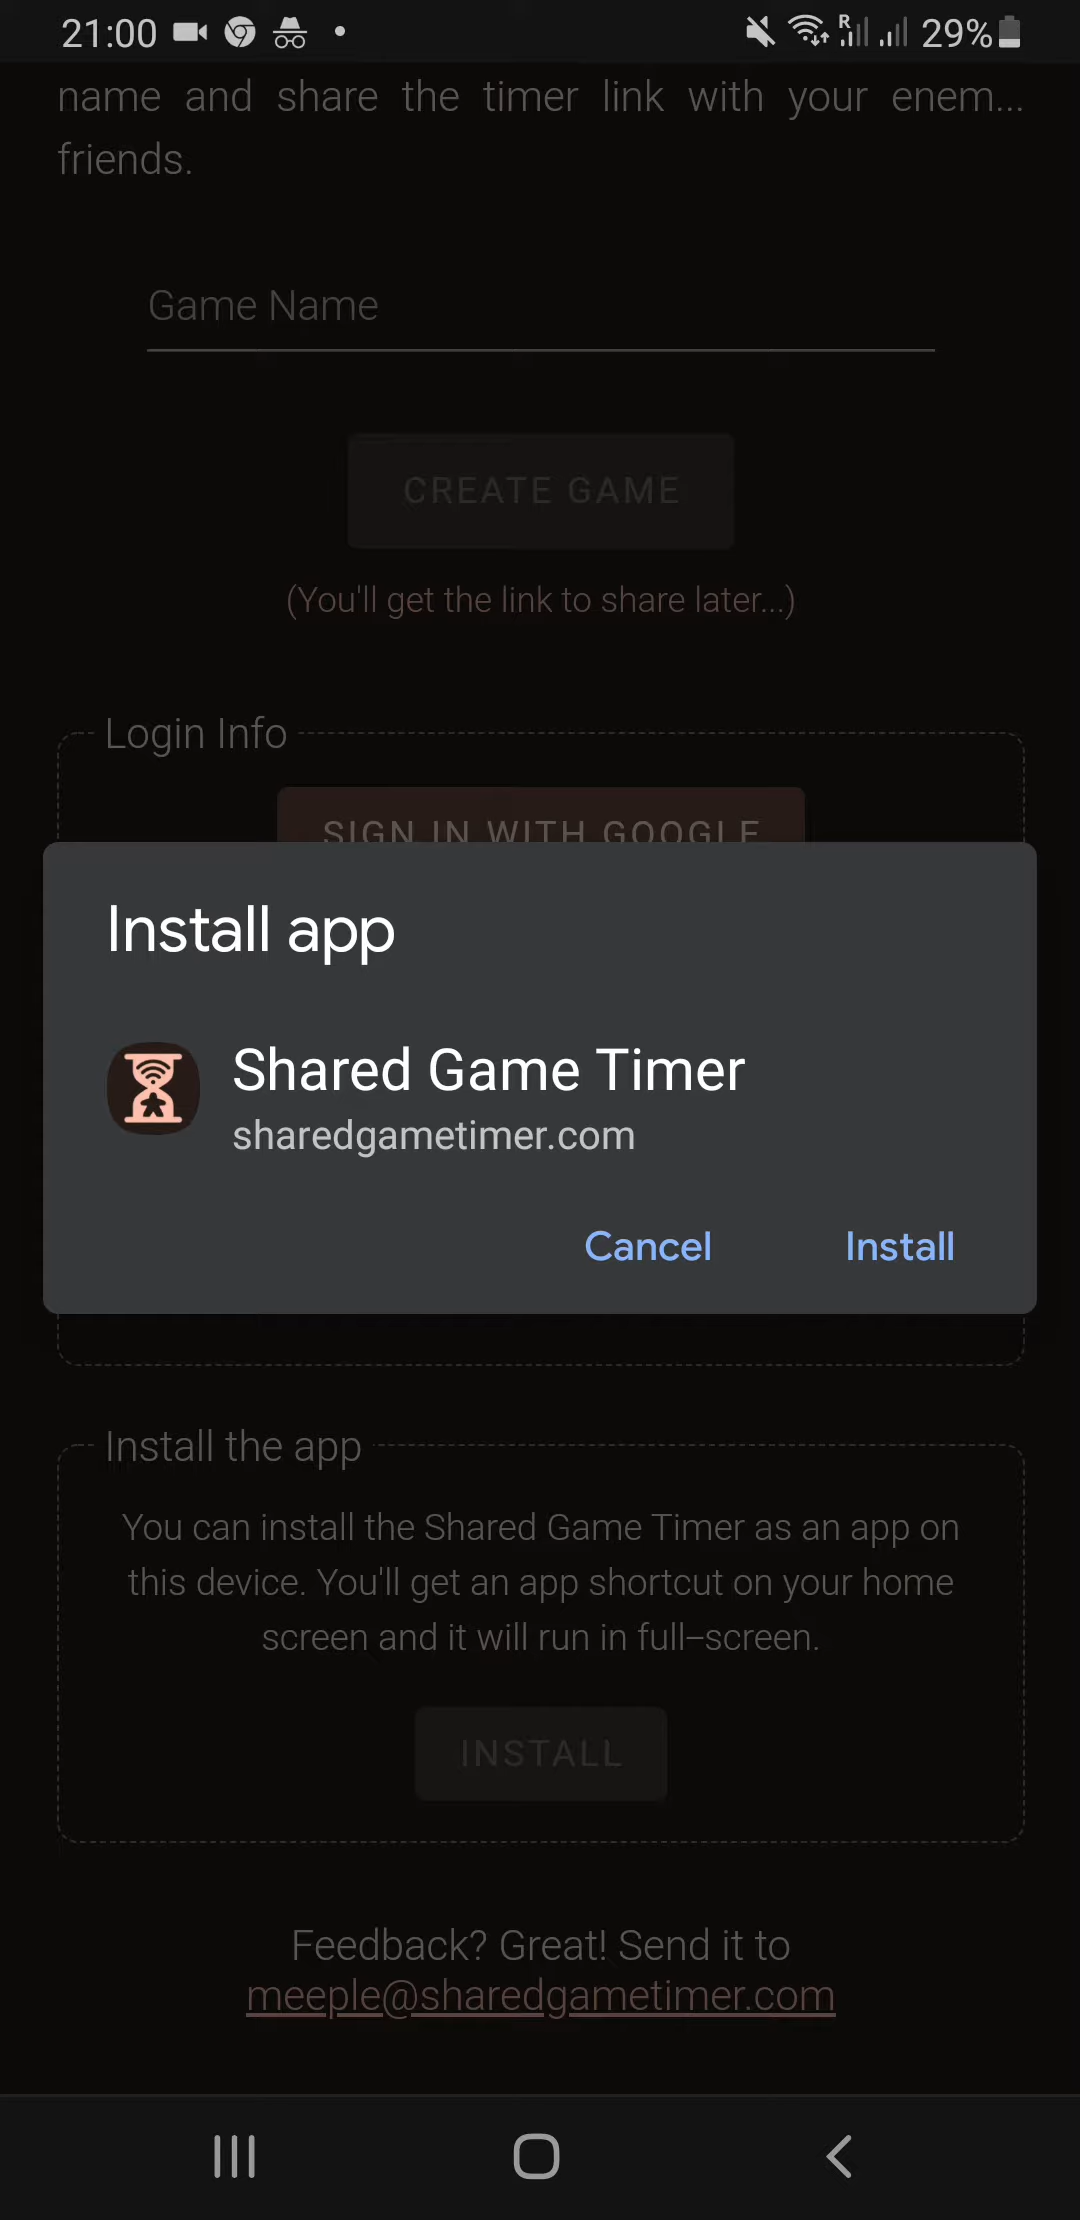 21:00
R
29%
name and share the timer link with your enem...
friends.
Game Name
CREATE GAME
(You'll get the link to share later...)
Login Info
SIGN IN WITH GOOGLE
Install app
Shared Game Timer
sharedgametimer.com
Cancel Install
Install the app
You can install the Shared Game Timer as an app on
this device. You'll get an app shortcut on your home
screen and it will run in full–screen.
INSTALL
Feedback? Great! Send it to
meeple@sharedgametimer.com